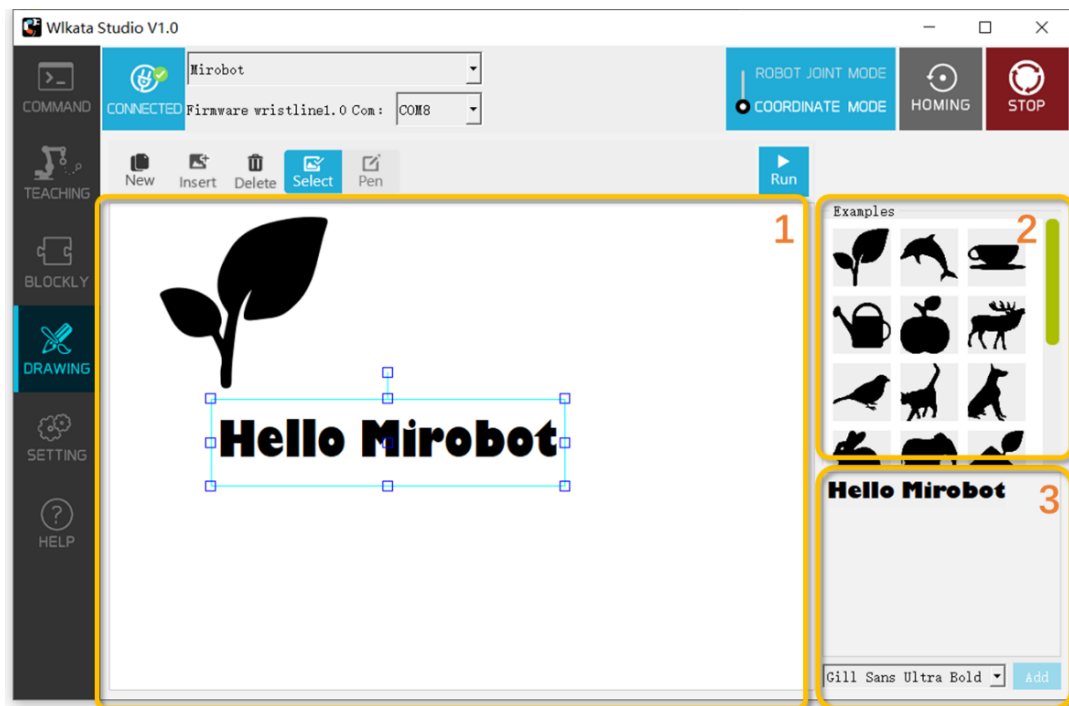 Wlkata Studio V1.0
COMMAND
TEACHING
BLOCKLY
DRAWING
SETTING
HELP
CONNECTED
Mirobot
Firmware wristline1.0 Com: COM8
ROBOT JOINT MODE
COORDINATE MODE
HOMING
STOP
New Insert Delete Select Pen
Run
1
Hello Mirobot
Examples
2
Hello Mirobot
3
Gill Sans Ultra Bold
Add